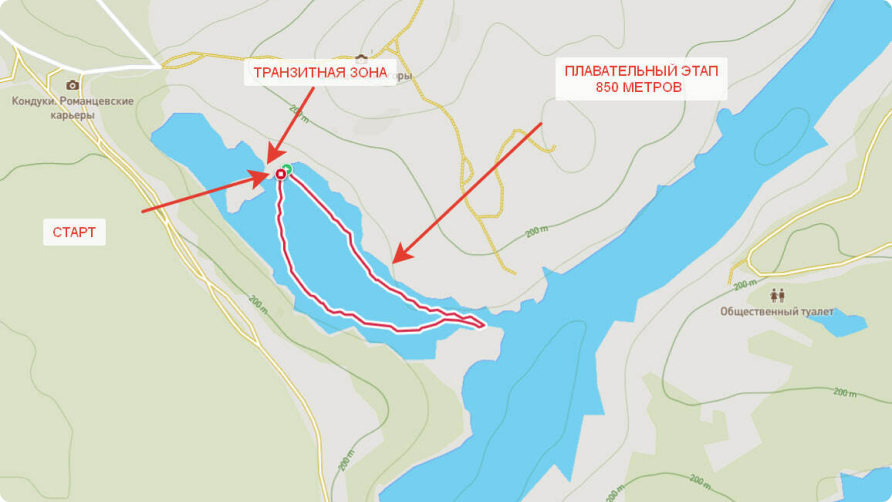 ТРАНЗИТНАЯ ЗОНА
ПЛАВАТЕЛЬНЫЙ ЭТАП
850 МЕТРОВ
Кондуки. Романцевские
карьеры
200 m
СТАРТ
200 m
200 m
Общественный туалет
200 m
200 m
200 m
200 m